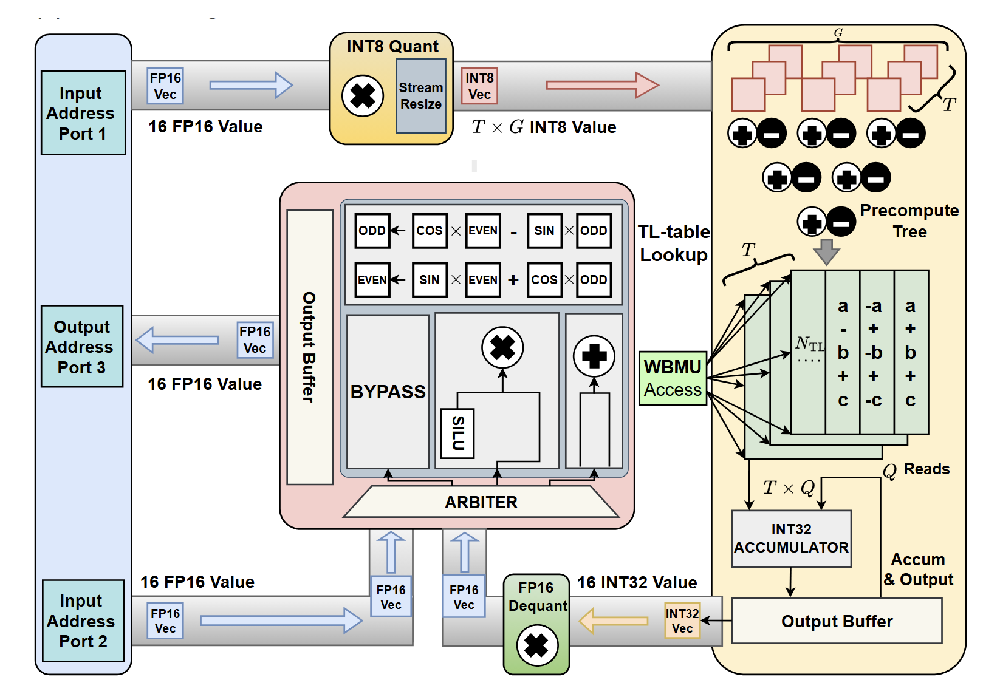 INT8 Quant
G
FP16
Vec
INT8
Vec
Stream
Resize
Input
Address
Port 1
T
16 FP16 Value
T × G INT8 Value
Precompute
Tree
ODD
COS
×
EVEN
-
SIN
×
ODD
TL-table
Lookup
T
EVEN
SIN
×
EVEN
+
COS
×
ODD
Output Buffer
Output
Address
Port 3
FP16
Vec
16 FP16 Value
BYPASS
SILU
WBMU
Access
N_TL
....
a
-
b
+
c
-a
+
-b
+
-c
a
+
b
+
c
Q Reads
T × Q
ARBITER
INT32
ACCUMULATOR
Accum
& Output
16 FP16 Value
FP16
Vec
FP16
Vec
FP16
Dequant
16 INT32 Value
Input
Address
Port 2
FP16
Vec
INT32
Vec
Output Buffer